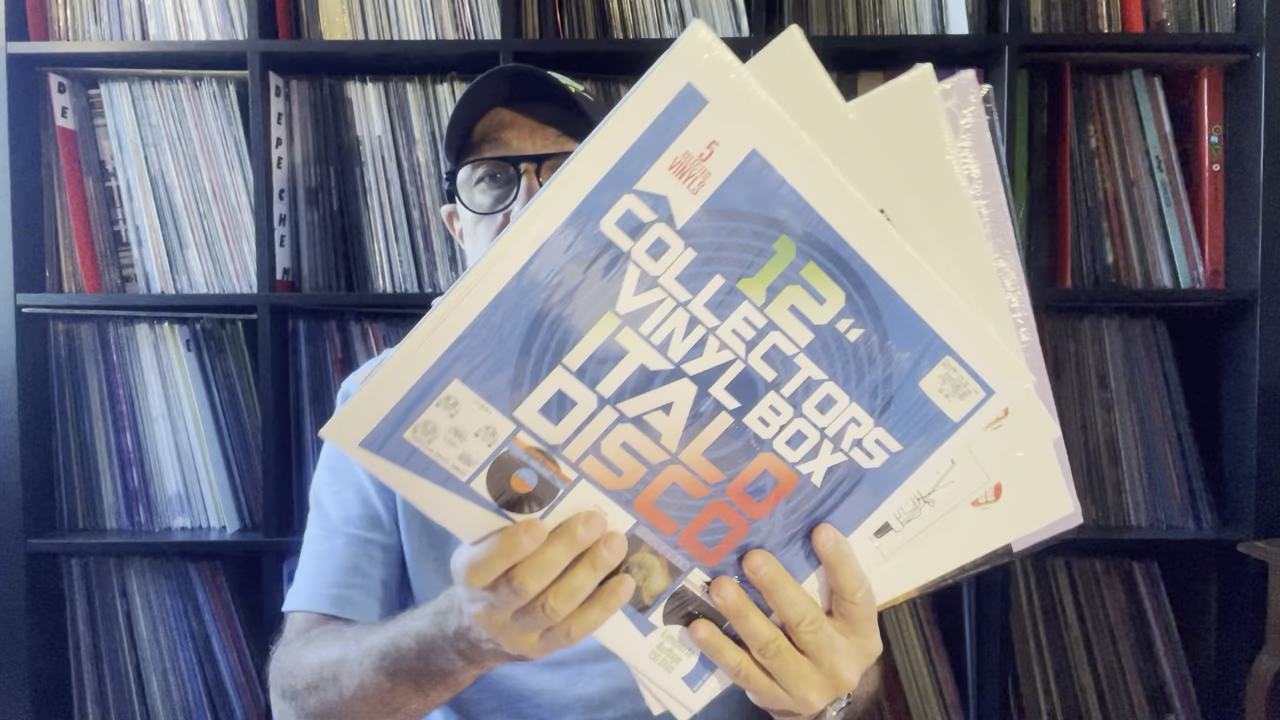 DE
DEPECHE M
5
VINYLS
12"
COLLECTORS
VINYL BOX
ITALO
DISCO